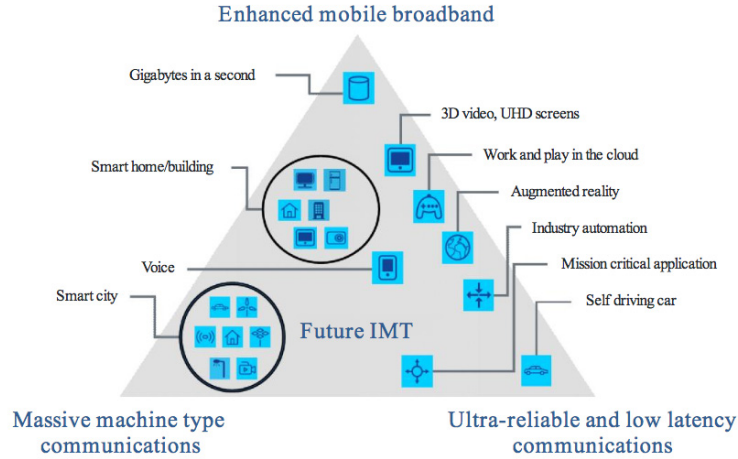 Enhanced mobile broadband
Gigabytes in a second
3D video, UHD screens
Work and play in the cloud
Smart home/building
Augmented reality
Industry automation
Voice
Mission critical application
Smart city
Self driving car
Future IMT
Massive machine type
communications
Ultra-reliable and low latency
communications